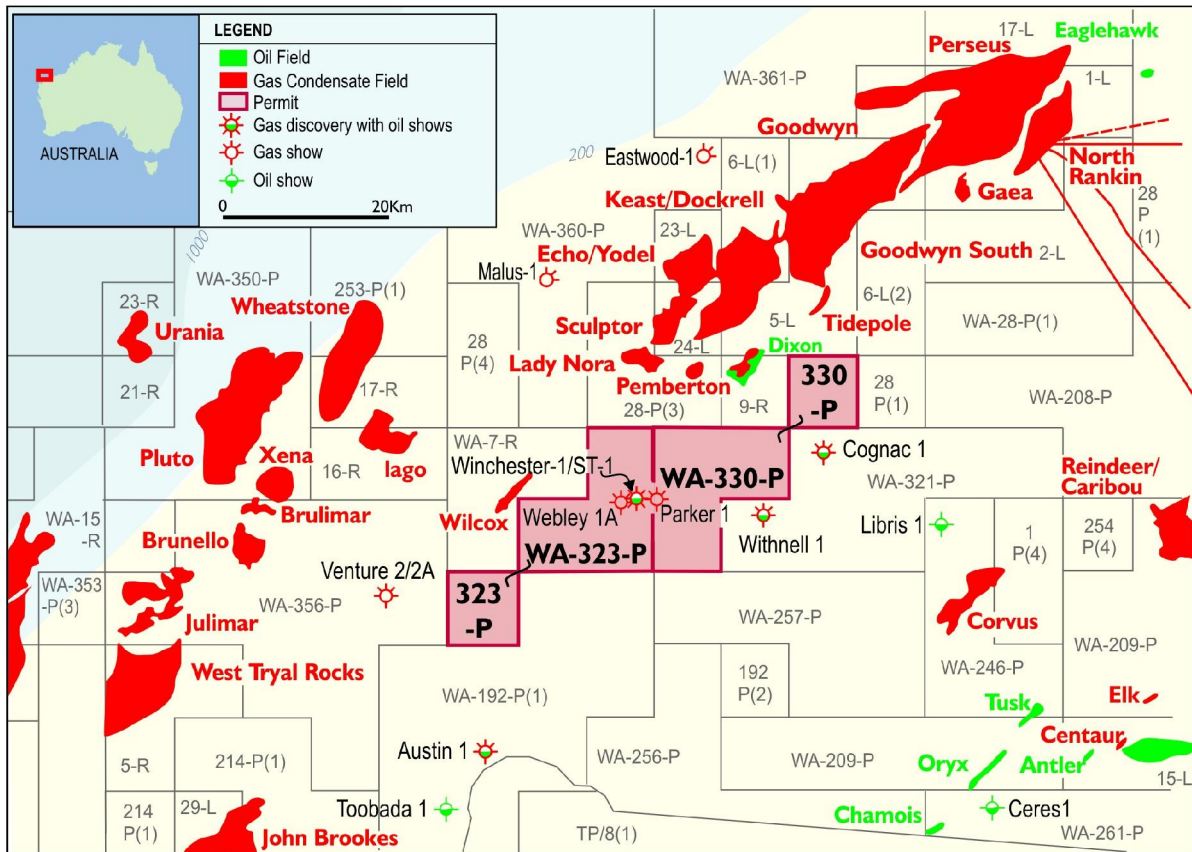 LEGEND
Oil Field
Gas Condensate Field
Permit
Gas discovery with oil shows
Gas show
Oil show
0 20Km
AUSTRALIA
17-L
Eaglehawk
Perseus
WA-361-P
1-L
Goodwyn
200
Eastwood-1
6-L(1)
North
Rankin
Gaea
Keast/Dockrell
28
P
(1)
WA-360-P
23-L
1000
Echo/Yodel
Goodwyn South
2-L
Malus-1
WA-350-P
253-P(1)
23-R
Wheatstone
6-L(2)
Urania
Sculptor
5-L
Tidepole
WA-28-P(1)
28
P(4)
24-L
Dixon
Lady Nora
330
-P
Pemberton
28
P(1)
21-R
17-R
WA-208-P
28-P(3)
9-R
WA-7-R
Pluto
Xena
Iago
16-R
Winchester-1/ST-1
WA-330-P
Cognac 1
Reindeer/
Caribou
WA-321-P
WA-15
-R
Brulimar
Wilcox
Webley 1A
Parker 1
Libris 1
1
P(4)
254
P(4)
Brunello
WA-323-P
Withnell 1
WA-353
-P(3)
Venture 2/2A
323
-P
WA-356-P
WA-257-P
Julimar
Corvus
WA-209-P
West Tryal Rocks
WA-246-P
192
P(2)
WA-192-P(1)
Tusk
Elk
Centaur
Austin 1
WA-256-P
WA-209-P
5-R
214-P(1)
Oryx
Antler
15-L
214
P(1)
29-L
Toobada 1
Ceres1
Chamois
John Brookes
TP/8(1)
WA-261-P